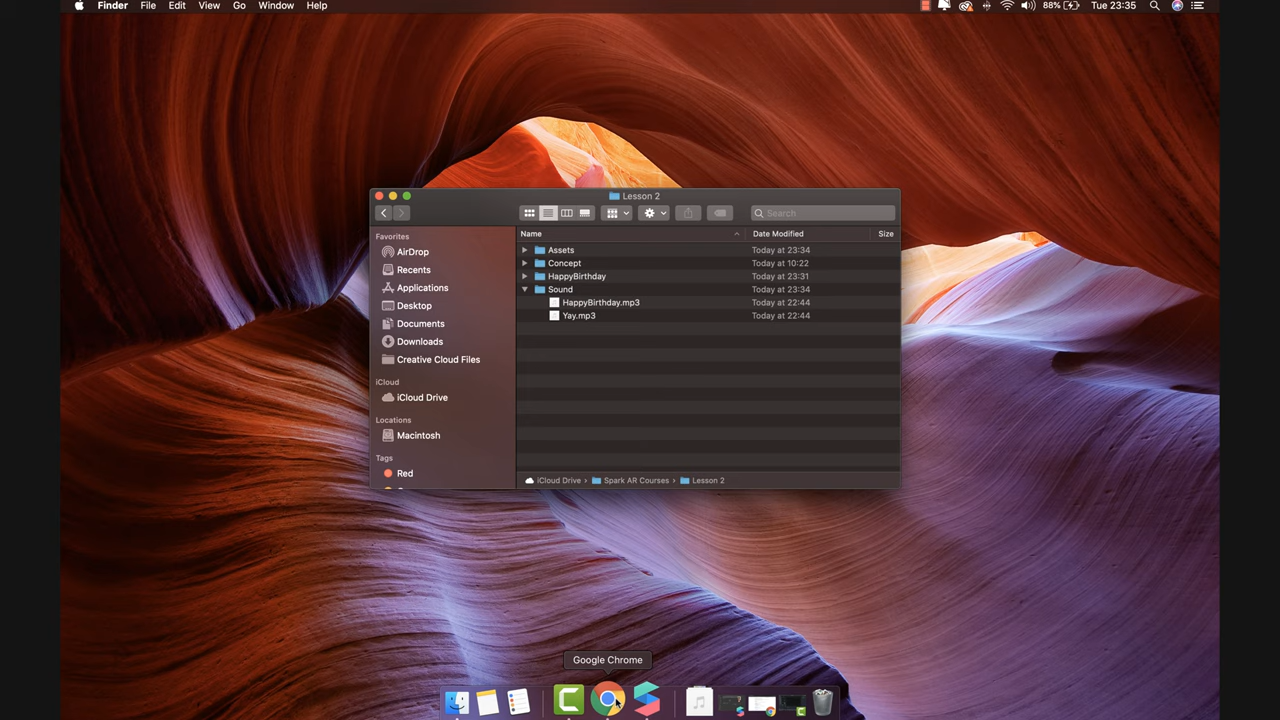 Finder File Edit View Go Window Help 88% Tue 23:35
Lesson 2
Search
Favorites
AirDrop
Recents
Applications
Desktop
Documents
Downloads
Creative Cloud Files
iCloud
iCloud Drive
Locations
Macintosh
Tags
Red
Name Date Modified Size
Assets Today at 23:34
Concept Today at 10:22
HappyBirthday Today at 23:31
Sound Today at 23:34
HappyBirthday.mp3 Today at 22:44
Yay.mp3 Today at 22:44
iCloud Drive › Spark AR Courses › Lesson 2
Google Chrome